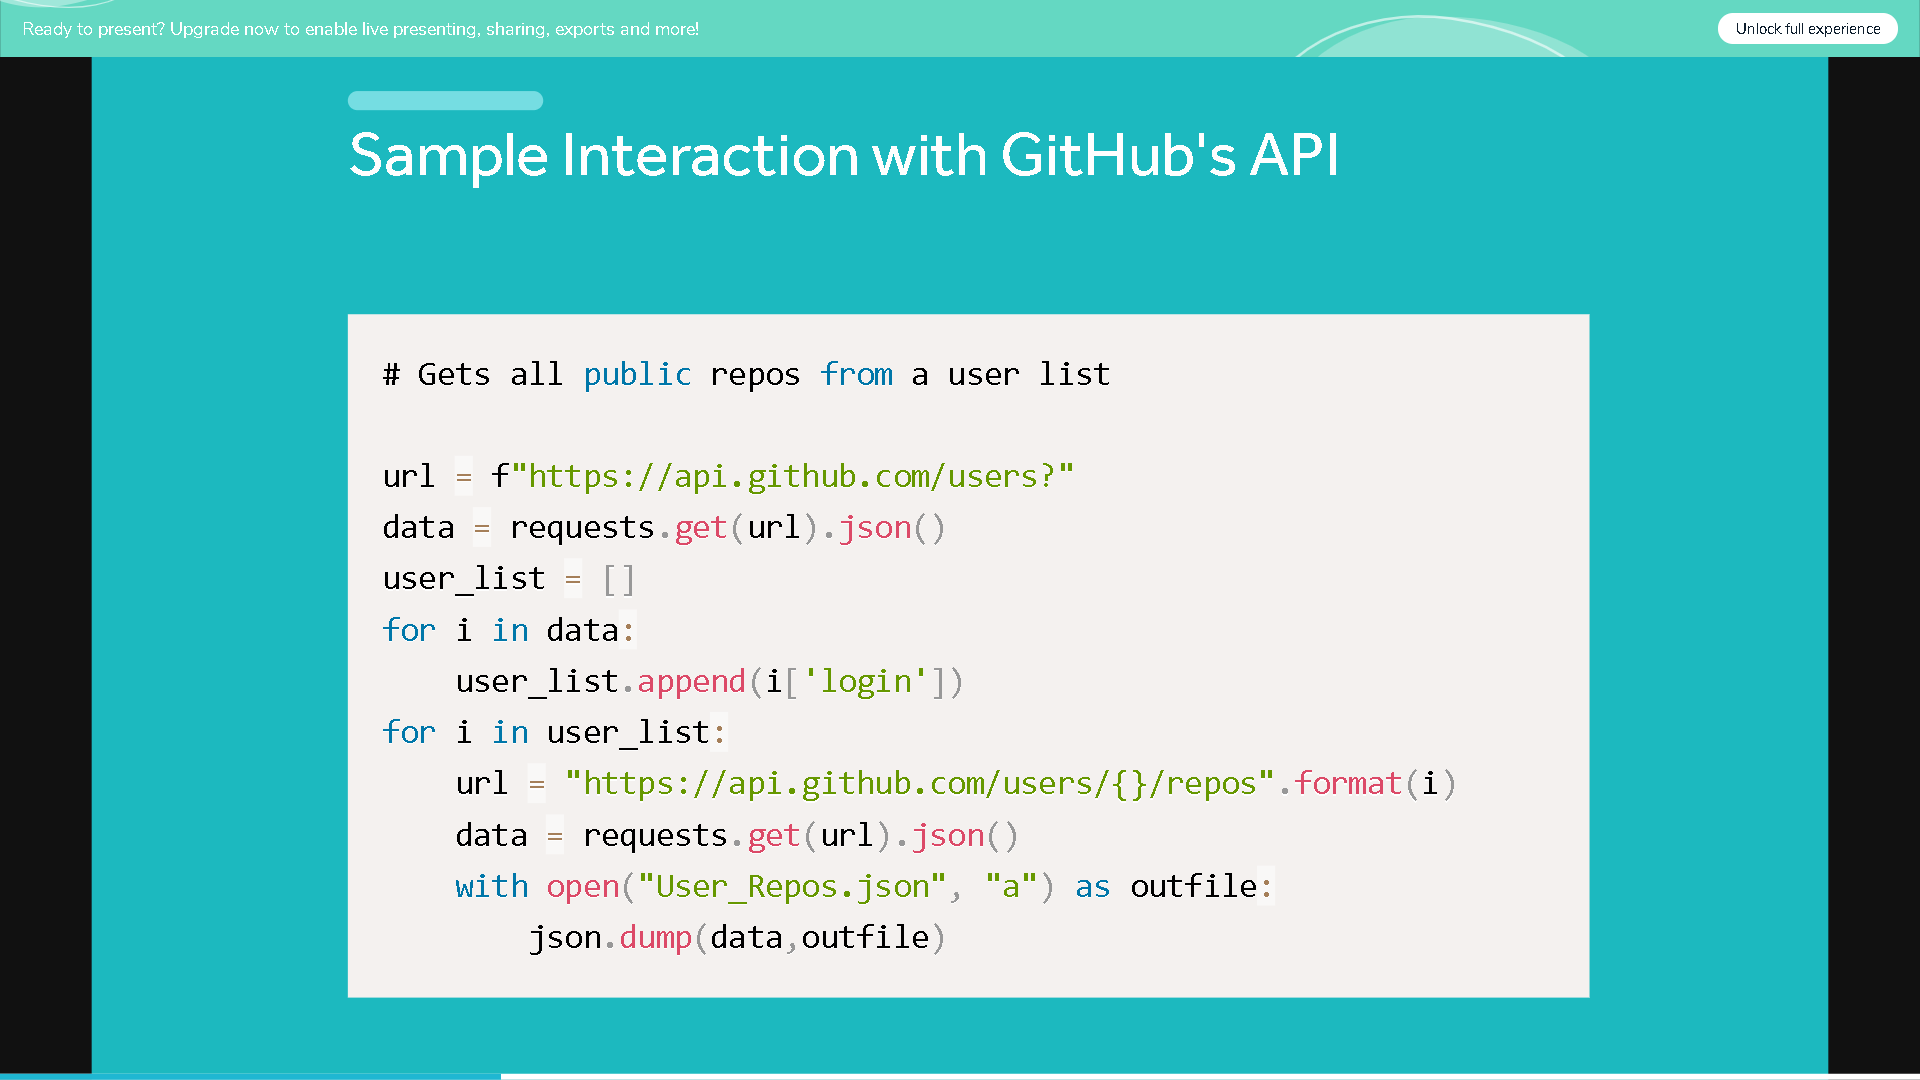 Ready to present? Upgrade now to enable live presenting, sharing, exports and more!
Unlock full experience
Sample Interaction with GitHub's API
# Gets all public repos from a user list
url = f"https://api.github.com/users?"
data = requests.get(url).json()
user_list = []
for i in data:
    user_list.append(i['login'])
for i in user_list:
    url = "https://api.github.com/users/{}/repos".format(i)
    data = requests.get(url).json()
    with open("User_Repos.json", "a") as outfile:
        json.dump(data,outfile)